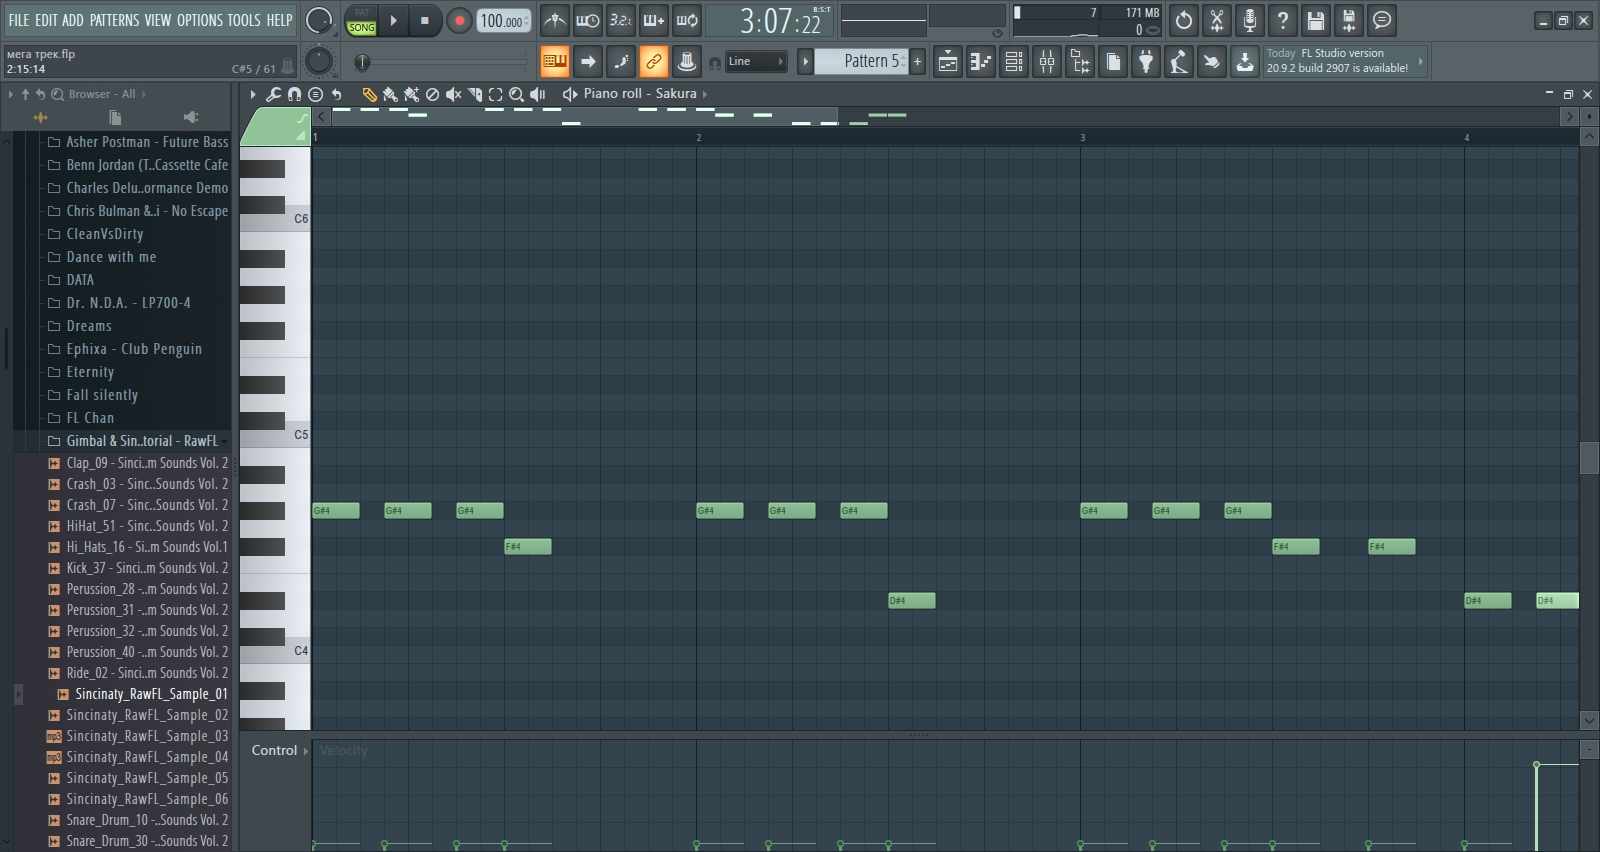 FILE EDIT ADD PATTERNS VIEW OPTIONS TOOLS HELP
PAT
SONG
100.000
3.2..
3:07:22
B:S:T
7
171 MB
0
мега трек.flp
2:15:14
C#5 / 61
Line
Pattern 5
+
Today FL Studio version
20.9.2 build 2907 is available!
Browser - All
Piano roll - Sakura
Asher Postman - Future Bass
Benn Jordan (T..Cassette Cafe
Charles Delu..ormance Demo
Chris Bulman &..i - No Escape
CleanVsDirty
Dance with me
DATA
Dr. N.D.A. - LP700-4
Dreams
Ephixa - Club Penguin
Eternity
Fall silently
FL Chan
Gimbal & Sin..torial - RawFL
Clap_09 - Sinci..m Sounds Vol. 2
Crash_03 - Sinc..Sounds Vol. 2
Crash_07 - Sinc..Sounds Vol. 2
HiHat_51 - Sinc..Sounds Vol. 2
Hi_Hats_16 - Si..m Sounds Vol.1
Kick_37 - Sinci..m Sounds Vol. 2
Perussion_28 -..m Sounds Vol. 2
Perussion_31 -..m Sounds Vol. 2
Perussion_32 -..m Sounds Vol. 2
Perussion_40 -..m Sounds Vol. 2
Ride_02 - Sinci..m Sounds Vol. 2
Sincinaty_RawFL_Sample_01
Sincinaty_RawFL_Sample_02
mp3 Sincinaty_RawFL_Sample_03
mp3 Sincinaty_RawFL_Sample_04
Sincinaty_RawFL_Sample_05
Sincinaty_RawFL_Sample_06
Snare_Drum_10 -..Sounds Vol. 2
Snare_Drum_30 -..Sounds Vol. 2
1 2 3 4
C6
C5
G#4 G#4 G#4 G#4 G#4 G#4 G#4 G#4 G#4
F#4 F#4 F#4
D#4 D#4 D#4
C4
Control
Velocity